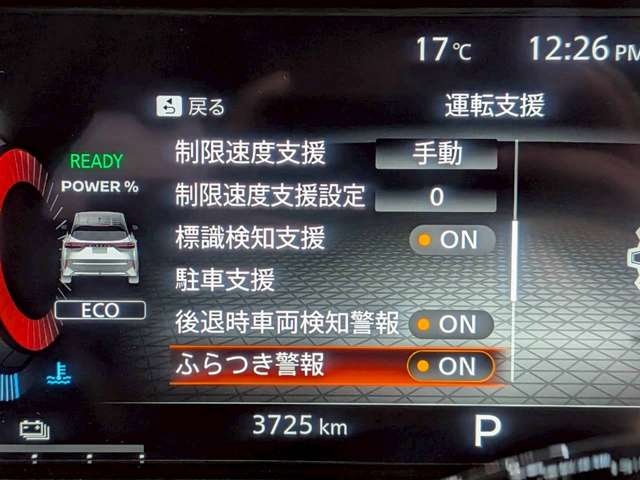 17℃ 12:26 PM
戻る 運転支援
READY
POWER %
ECO
制限速度支援 手動
制限速度支援設定 0
標識検知支援 ON
駐車支援
後退時車両検知警報 ON
ふらつき警報 ON
3725 km P